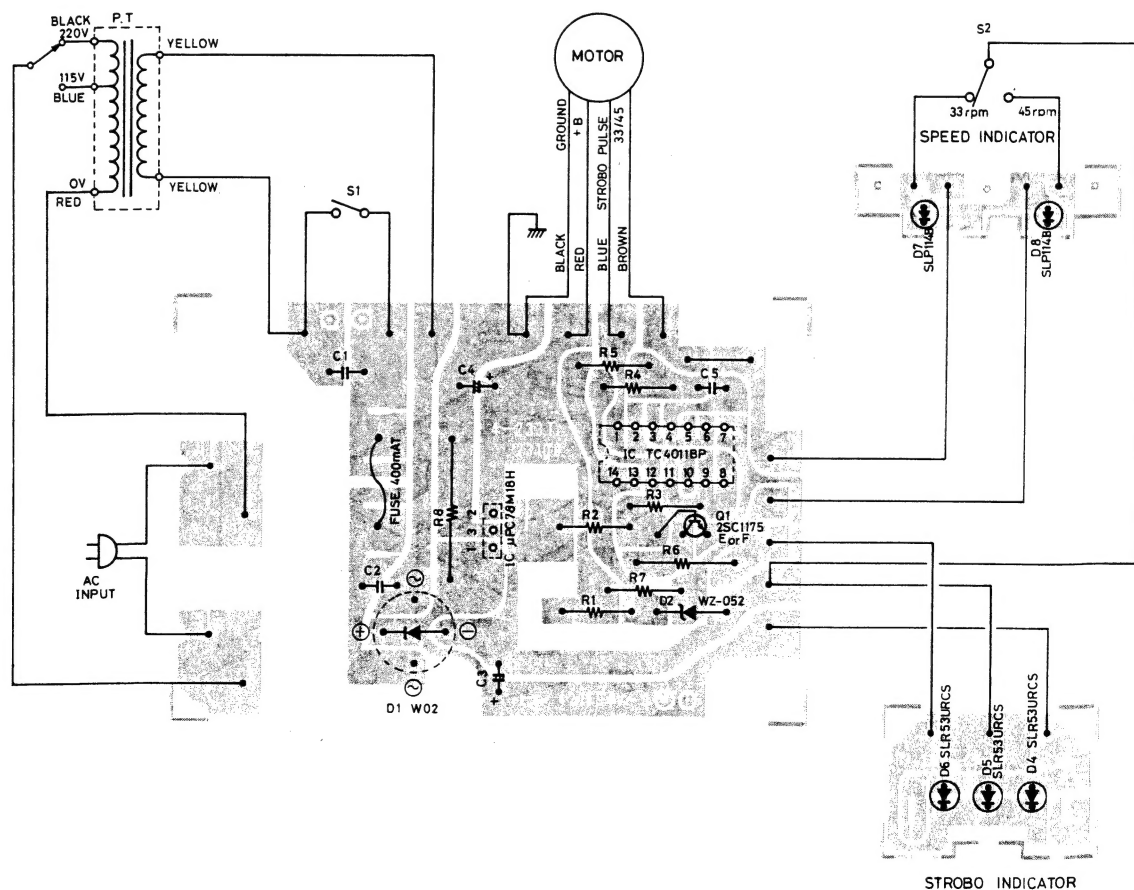 P.T
BLACK
220V
YELLOW
115V
BLUE
0V
RED
YELLOW
S1
MOTOR
GROUND
+B
STROBO PULSE
33/45
BLACK
RED
BLUE
BROWN
S2
33rpm
45rpm
SPEED INDICATOR
D7
SLP114B
D8
SLP114B
C1
C4
+
R5
R4
C5
1 2 3 4 5 6 7
IC TC4011BP
14 13 12 11 10 9 8
FUSE 400mAT
R8
2
3
1
IC µPC78M18H
R3
R2
Q1
2SC1175
E or F
R6
R7
R1
D2
WZ-052
C2
+
−
D1 W02
C3
+
AC
INPUT
D6 SLR53URCS
D5
SLR53URCS
D4 SLR53URCS
STROBO INDICATOR